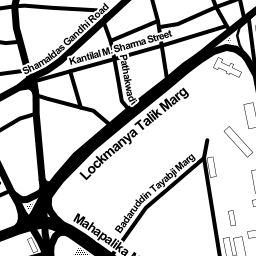 Shamaldas Gandhi Road
Kantilal M. Sharma Street
Pathakwadi
Lockmanya Talik Marg
Badaruddin Tayabji Marg
Mahapalika